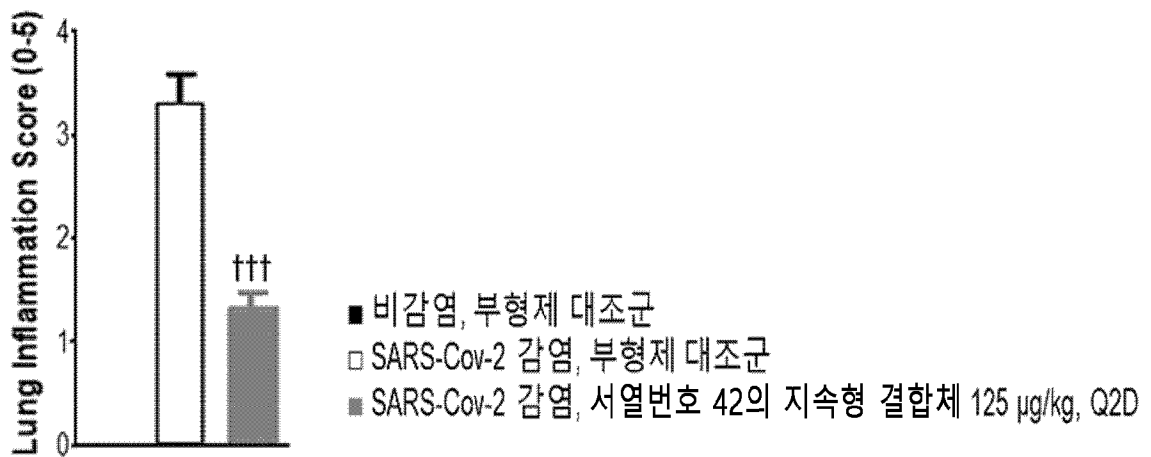 Lung Inflammation Score (0-5)
4
3
2
1
0
†††
비감염, 부형제 대조군
SARS-Cov-2 감염, 부형제 대조군
SARS-Cov-2 감염, 서열번호 42의 지속형 결합체 125 µg/kg, Q2D